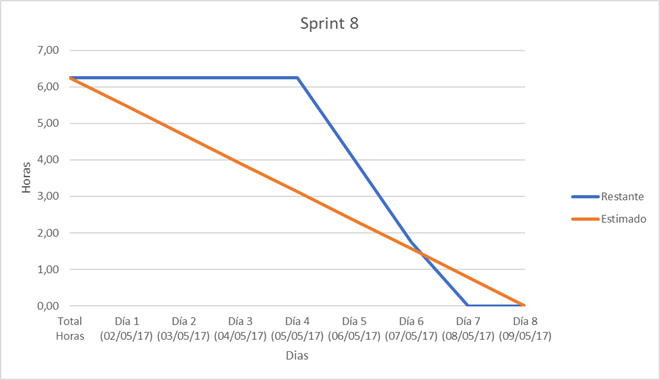 Sprint 8
7,00
6,00
5,00
4,00
3,00
2,00
1,00
0,00
Horas
Total Horas
Día 1 (02/05/17)
Día 2 (03/05/17)
Día 3 (04/05/17)
Día 4 (05/05/17)
Día 5 (06/05/17)
Día 6 (07/05/17)
Día 7 (08/05/17)
Día 8 (09/05/17)
Dias
Restante
Estimado